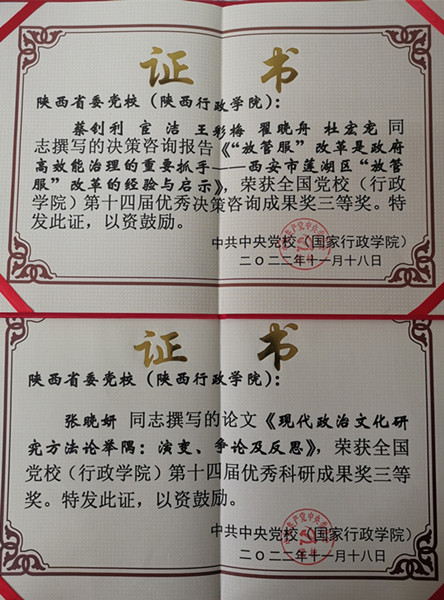 证 书
陕西省委党校（陕西行政学院）：
蔡钊利 官 洁 王彩梅 翟晓舟 杜宏宠 同
志撰写的决策咨询报告《“放管服”改革是政府
高效能治理的重要抓手——西安市莲湖区“放管
服”改革的经验与启示》，荣获全国党校（行政
学院）第十四届优秀决策咨询成果奖三等奖。特
发此证，以资鼓励。
中共中央党校（国家行政学院）
二〇二二年十一月十八日
证 书
陕西省委党校（陕西行政学院）：
张晓妍 同志撰写的论文《现代政治文化研
究方法论举隅：演变、争论及反思》，荣获全国
党校（行政学院）第十四届优秀科研成果奖三等
奖。特发此证，以资鼓励。
中共中央党校（国家行政学院）
二〇二二年十一月十八日